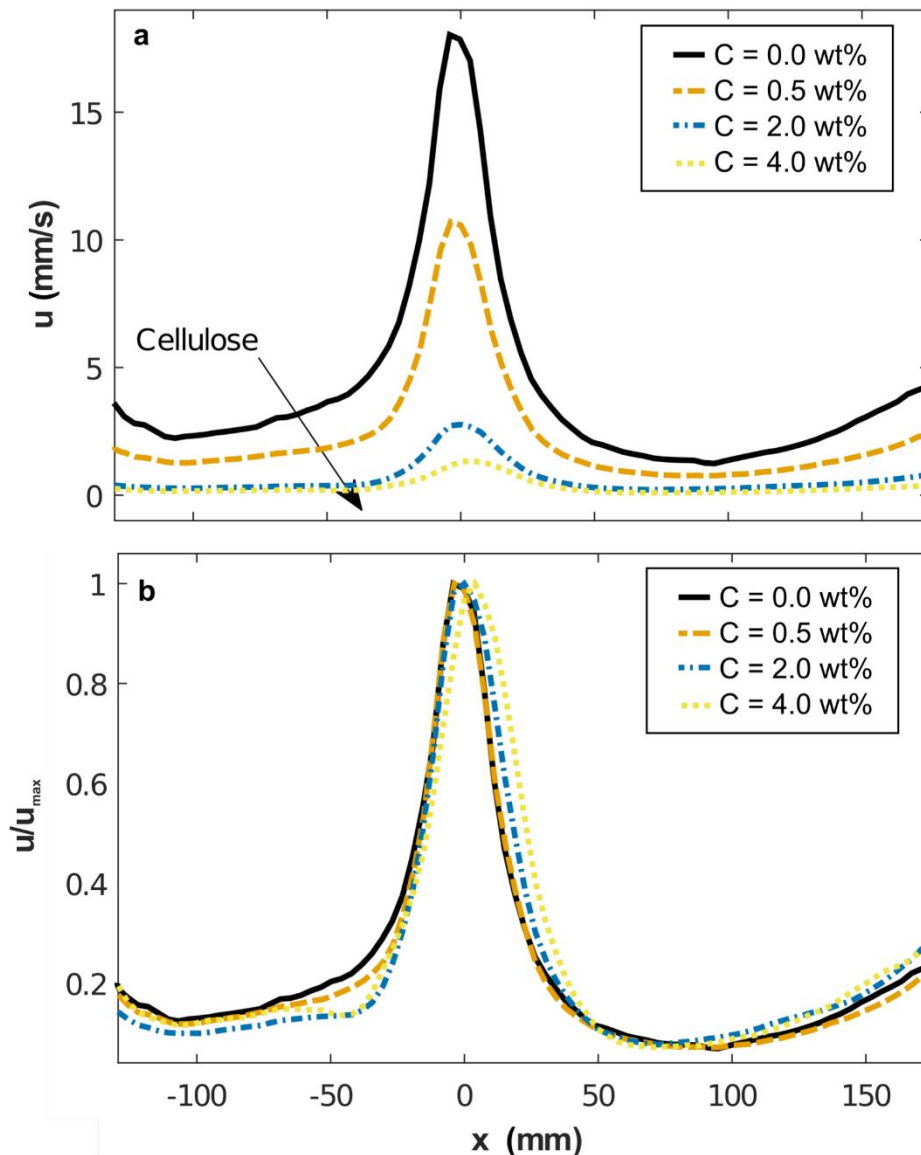 a
C = 0.0 wt%
C = 0.5 wt%
C = 2.0 wt%
C = 4.0 wt%
15
10
5
0
u (mm/s)
Cellulose
b
C = 0.0 wt%
C = 0.5 wt%
C = 2.0 wt%
C = 4.0 wt%
1
0.8
0.6
0.4
0.2
u/umax
-100 -50 0 50 100 150
x (mm)